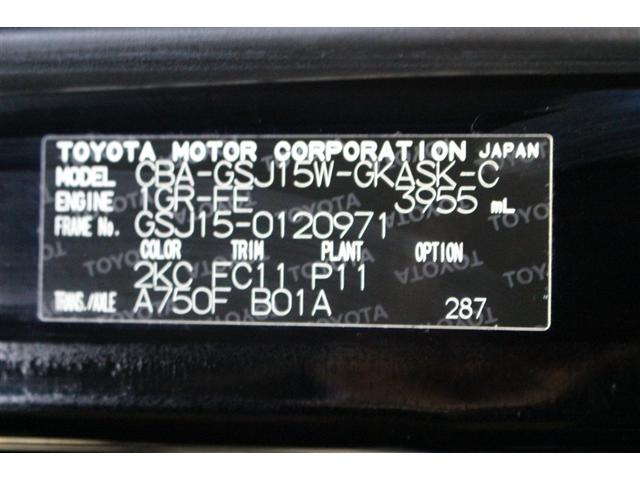 TOYOTA MOTOR CORPORATION JAPAN
MODEL CBA-GSJ15W-GKASK-C
ENGINE 1GR-FE 3955 mL
FRAME No. GSJ15-0120971
COLOR TRIM PLANT OPTION
2KC FC11 P11
TRANS./AXLE A750F B01A 287